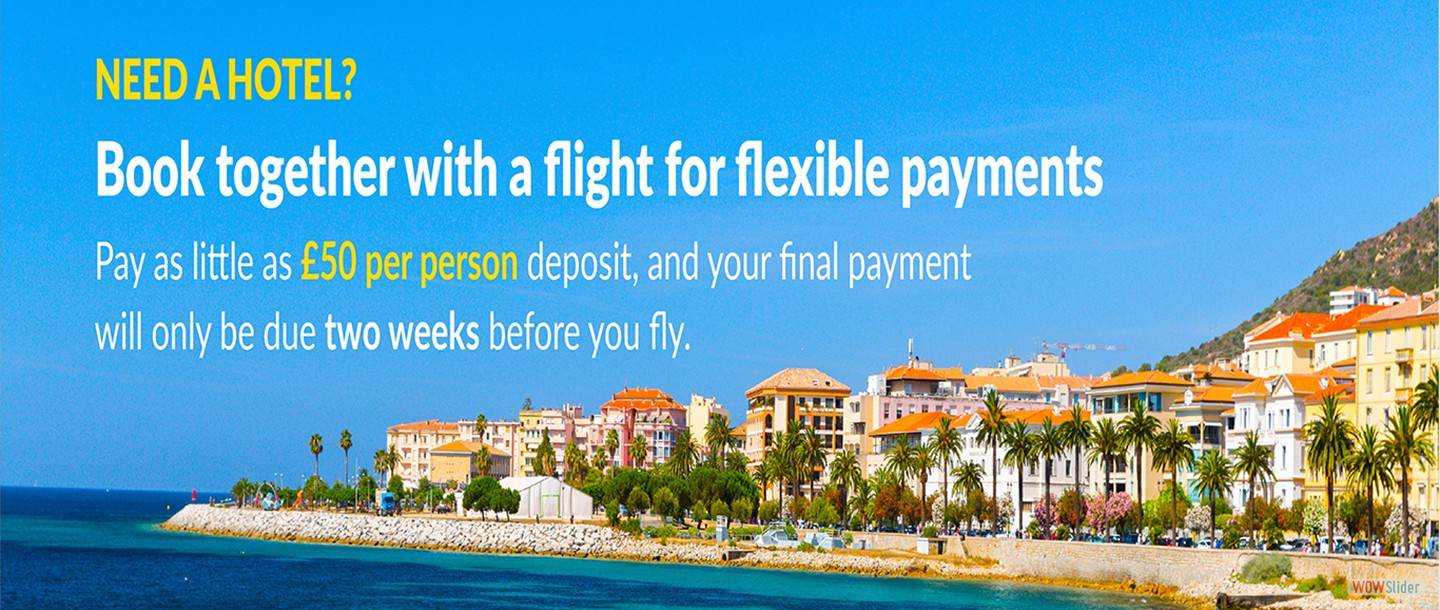 NEED A HOTEL?
Book together with a flight for flexible payments
Pay as little as £50 per person deposit, and your final payment
will only be due two weeks before you fly.
WOWSlider